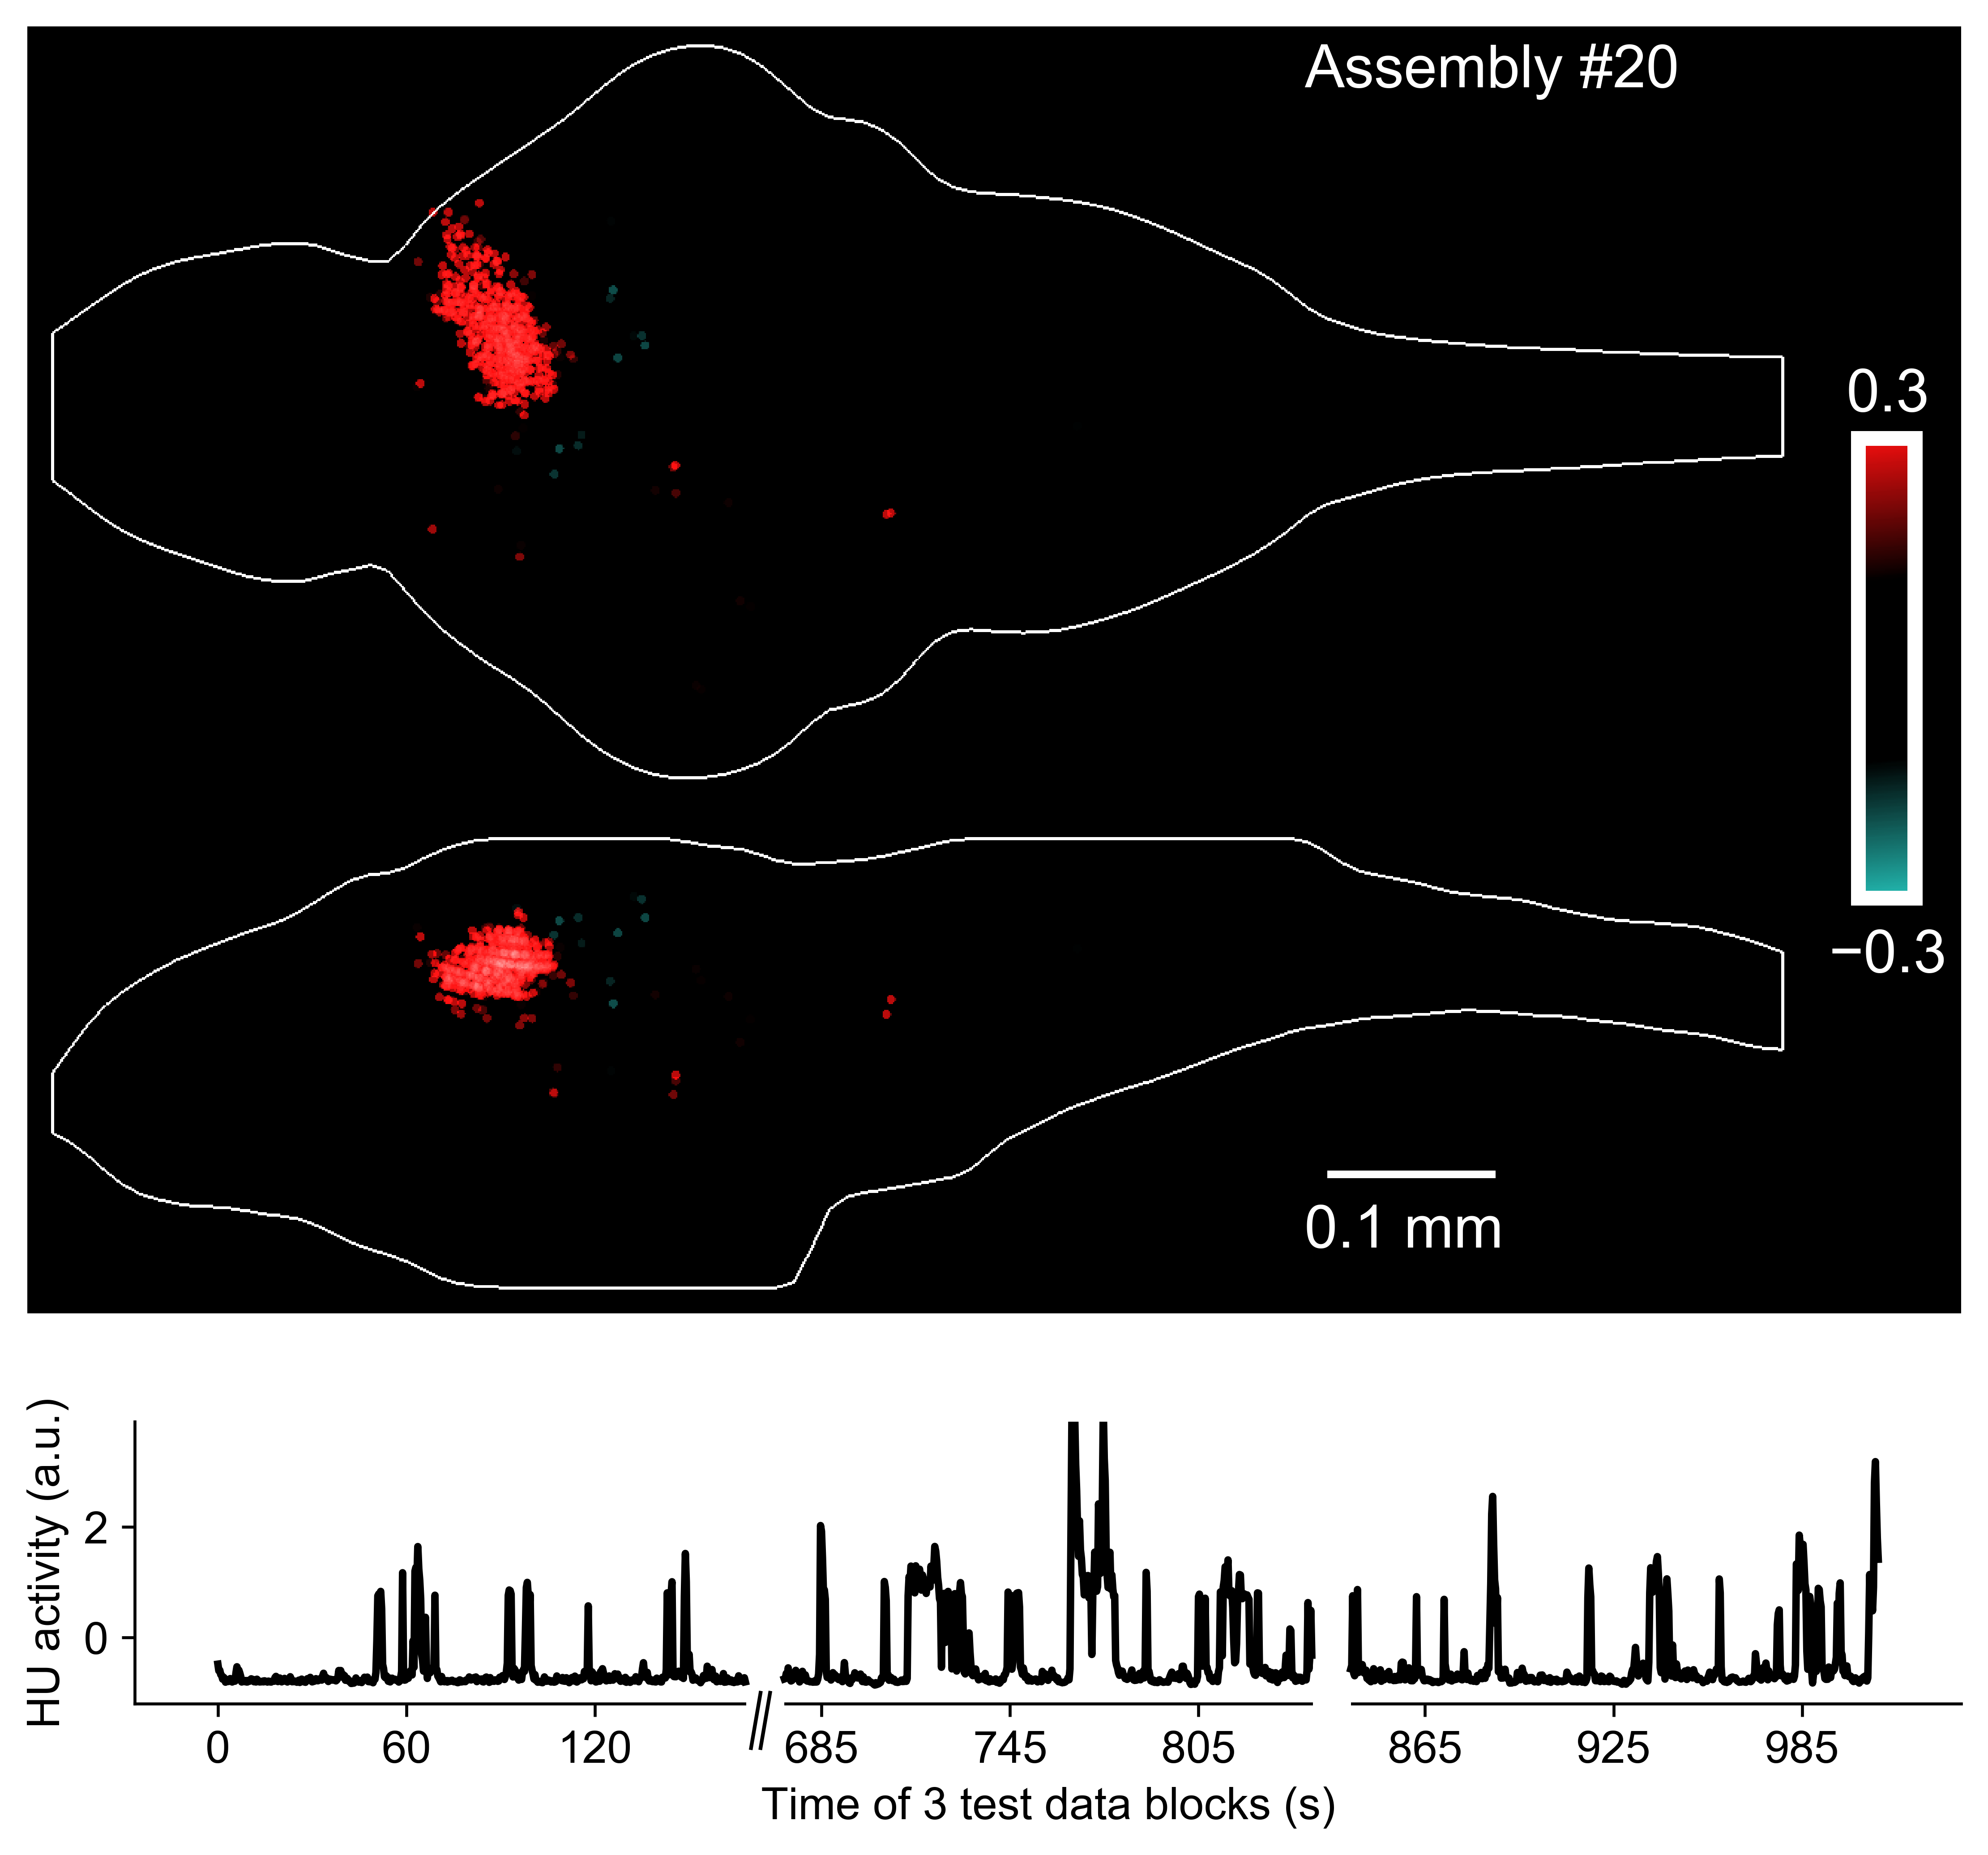 Assembly #20
0.3
−0.3
0.1 mm
HU activity (a.u.)
2
0
0 60 120 685 745 805 865 925 985
Time of 3 test data blocks (s)